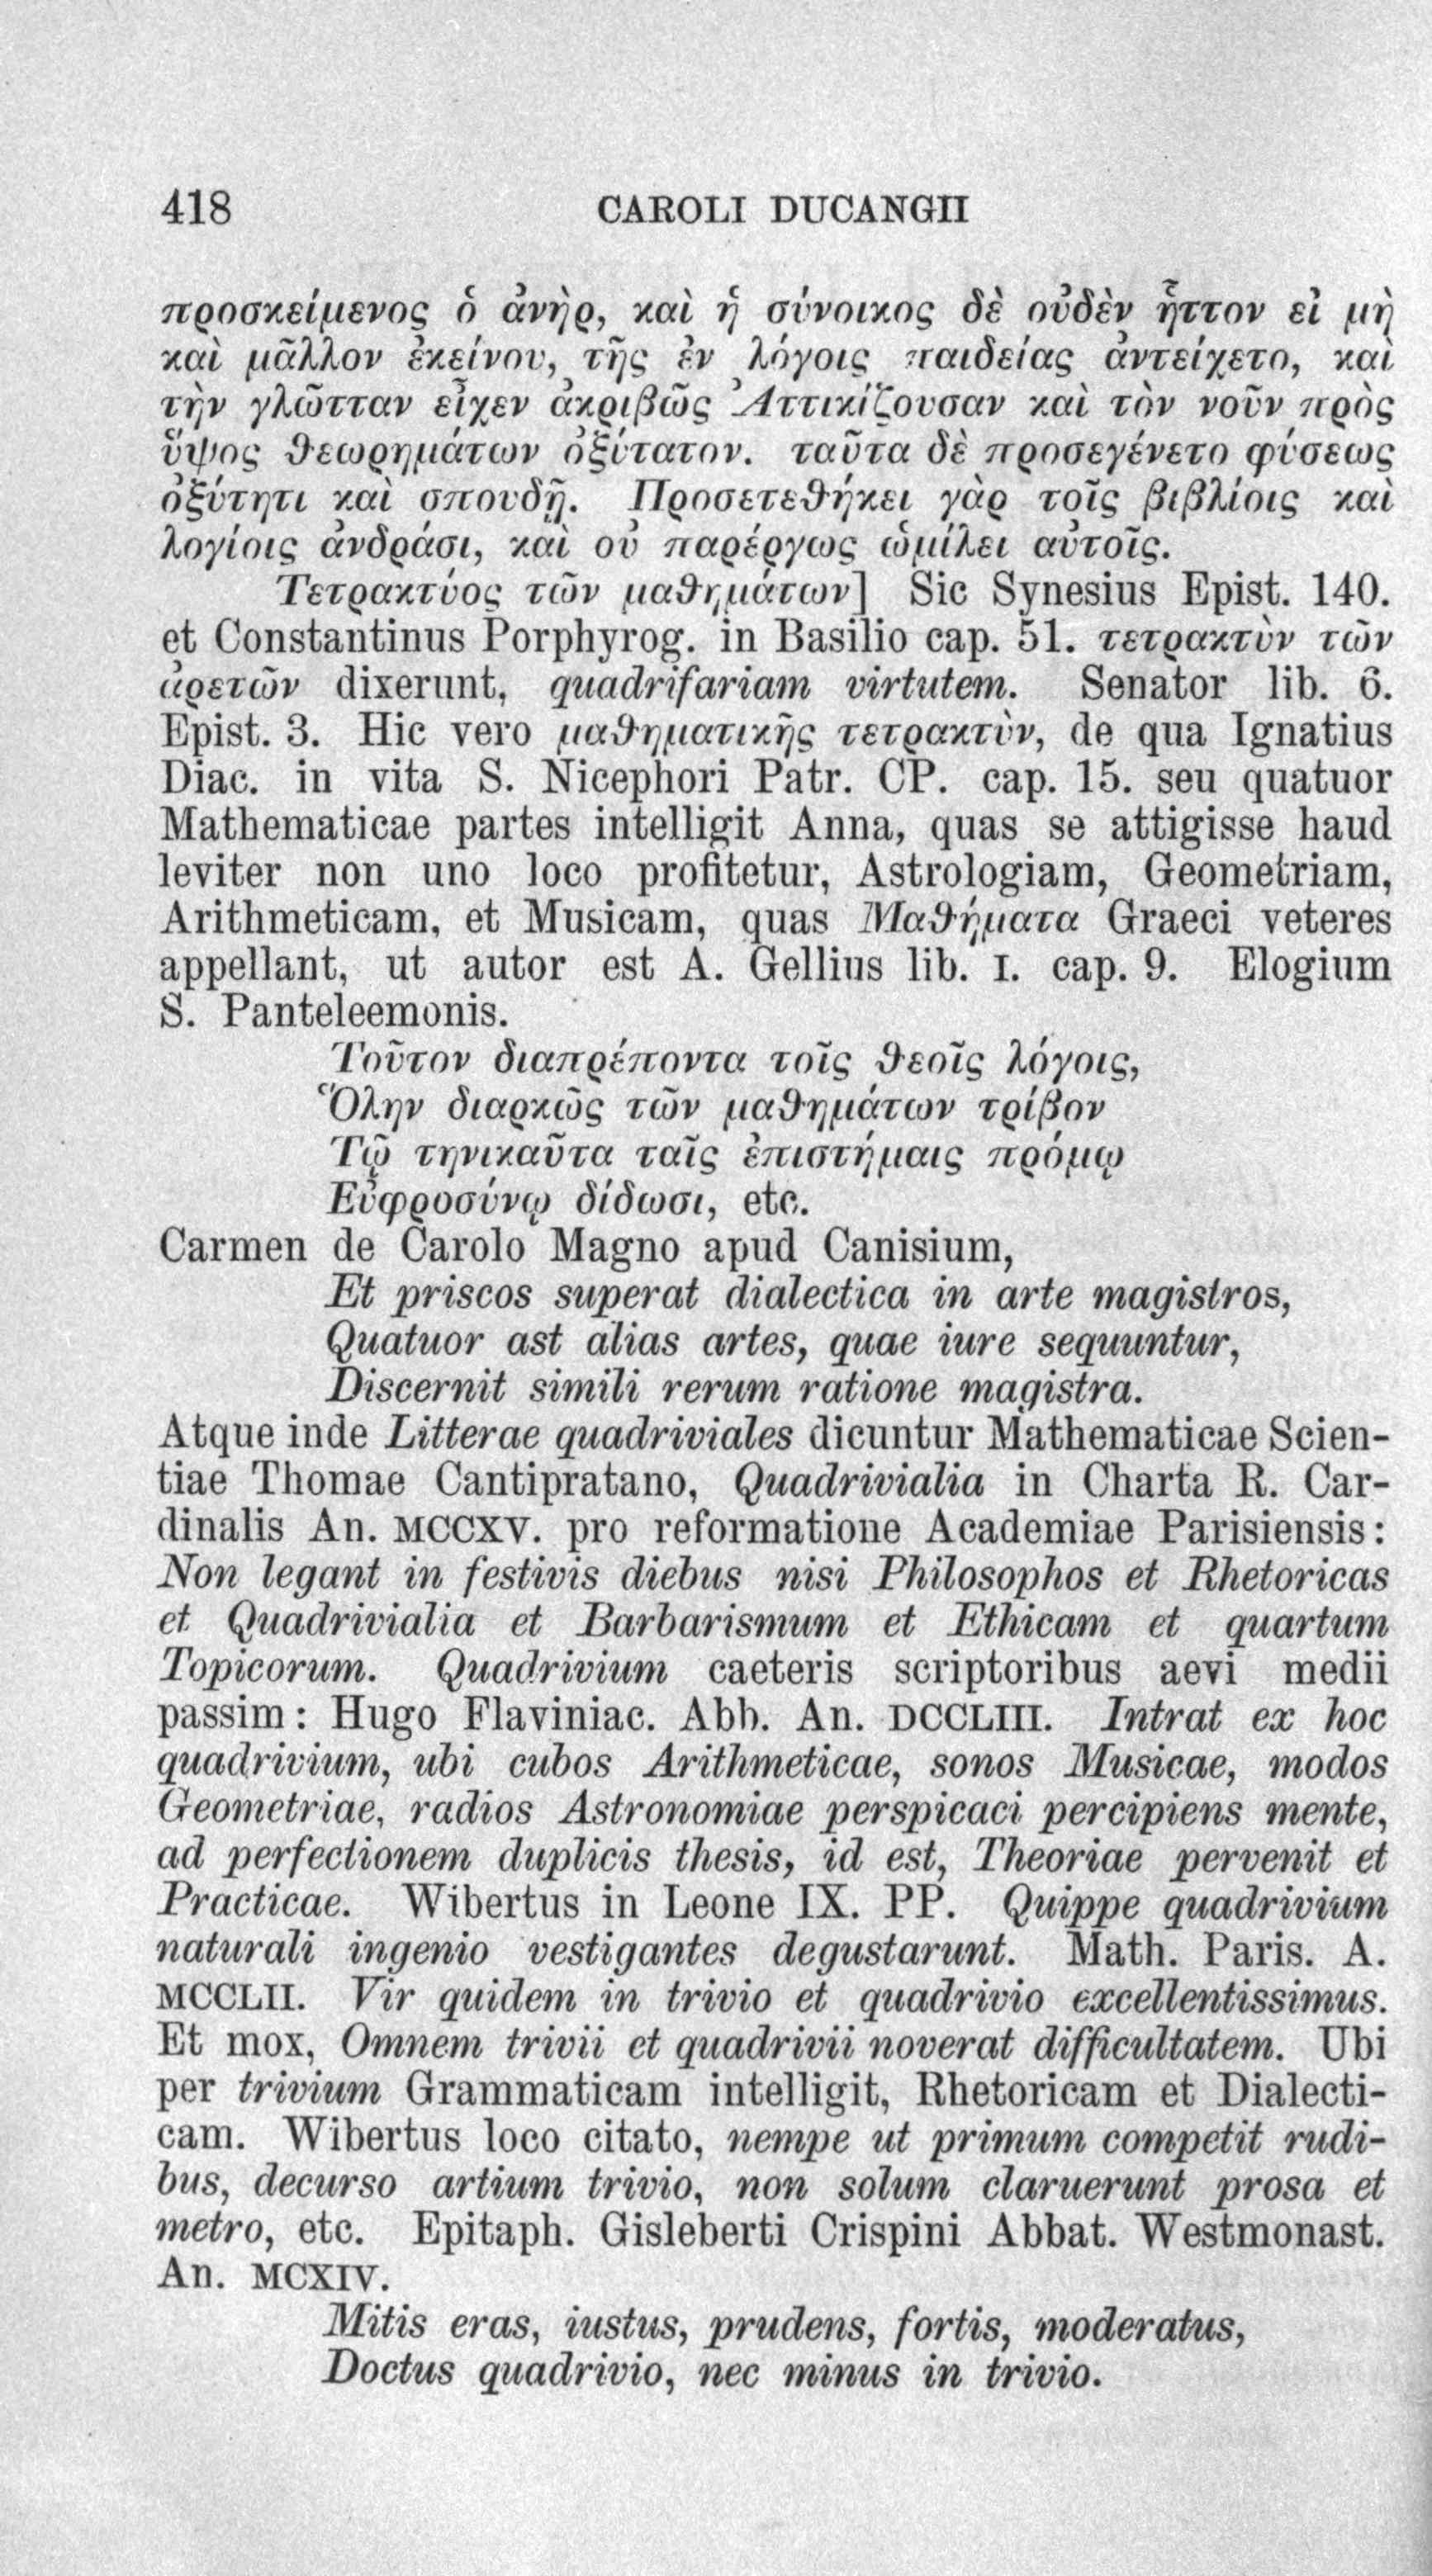 418 CAROLI DUCANGII
προσκείμενος ὁ ἀνὴρ, καὶ ἡ σύνοικος δὲ οὐδὲν ἧττον εἰ μὴ
καὶ μᾶλλον ἐκείνου, τῆς ἐν λόγοις παιδείας ἀντείχετο, καὶ
τὴν γλῶτταν εἶχεν ἀκριβῶς Ἀττικίζουσαν καὶ τὸν νοῦν πρὸς
ὕψος θεωρημάτων ὀξύτατον. ταῦτα δὲ προσεγένετο φύσεως
ὀξύτητι καὶ σπουδῇ. Προσετεθήκει γὰρ τοῖς βιβλίοις καὶ
λογίοις ἀνδράσι, καὶ οὐ παρέργως ὡμίλει αὐτοῖς.
Τετρακτύος τῶν μαθημάτων] Sic Synesius Epist. 140.
et Constantinus Porphyrog. in Basilio cap. 51. τετρακτὺν τῶν
ἀρετῶν dixerunt, quadrifariam virtutem. Senator lib. 6.
Epist. 3. Hic vero μαθηματικῆς τετρακτὺν, de qua Ignatius
Diac. in vita S. Nicephori Patr. CP. cap. 15. seu quatuor
Mathematicae partes intelligit Anna, quas se attigisse haud
leviter non uno loco profitetur, Astrologiam, Geometriam,
Arithmeticam, et Musicam, quas Μαθήματα Graeci veteres
appellant, ut autor est A. Gellius lib. I. cap. 9. Elogium
S. Panteleemonis.
Τοῦτον διαπρέποντα τοῖς θεοῖς λόγοις,
Ὅλην διαρκῶς τῶν μαθημάτων τρίβον
Τῷ τηνικαῦτα ταῖς ἐπιστήμαις πρόμῳ
Εὐφροσύνῳ δίδωσι, etc.
Carmen de Carolo Magno apud Canisium,
Et priscos superat dialectica in arte magistros,
Quatuor ast alias artes, quae iure sequuntur,
Discernit simili rerum ratione magistra.
Atque inde Litterae quadriviales dicuntur Mathematicae Scien-
tiae Thomae Cantipratano, Quadrivialia in Charta R. Car-
dinalis An. MCCXV. pro reformatione Academiae Parisiensis:
Non legant in festivis diebus nisi Philosophos et Rhetoricas
et Quadrivialia et Barbarismum et Ethicam et quartum
Topicorum. Quadrivium caeteris scriptoribus aevi medii
passim: Hugo Flaviniac. Abb. An. DCCLIII. Intrat ex hoc
quadrivium, ubi cubos Arithmeticae, sonos Musicae, modos
Geometriae, radios Astronomiae perspicaci percipiens mente,
ad perfectionem duplicis thesis, id est, Theoriae pervenit et
Practicae. Wibertus in Leone IX. PP. Quippe quadrivium
naturali ingenio vestigantes degustarunt. Math. Paris. A.
MCCLII. Vir quidem in trivio et quadrivio excellentissimus.
Et mox, Omnem trivii et quadrivii noverat difficultatem. Ubi
per trivium Grammaticam intelligit, Rhetoricam et Dialecti-
cam. Wibertus loco citato, nempe ut primum competit rudi-
bus, decurso artium trivio, non solum claruerunt prosa et
metro, etc. Epitaph. Gisleberti Crispini Abbat. Westmonast.
An. MCXIV.
Mitis eras, iustus, prudens, fortis, moderatus,
Doctus quadrivio, nec minus in trivio.